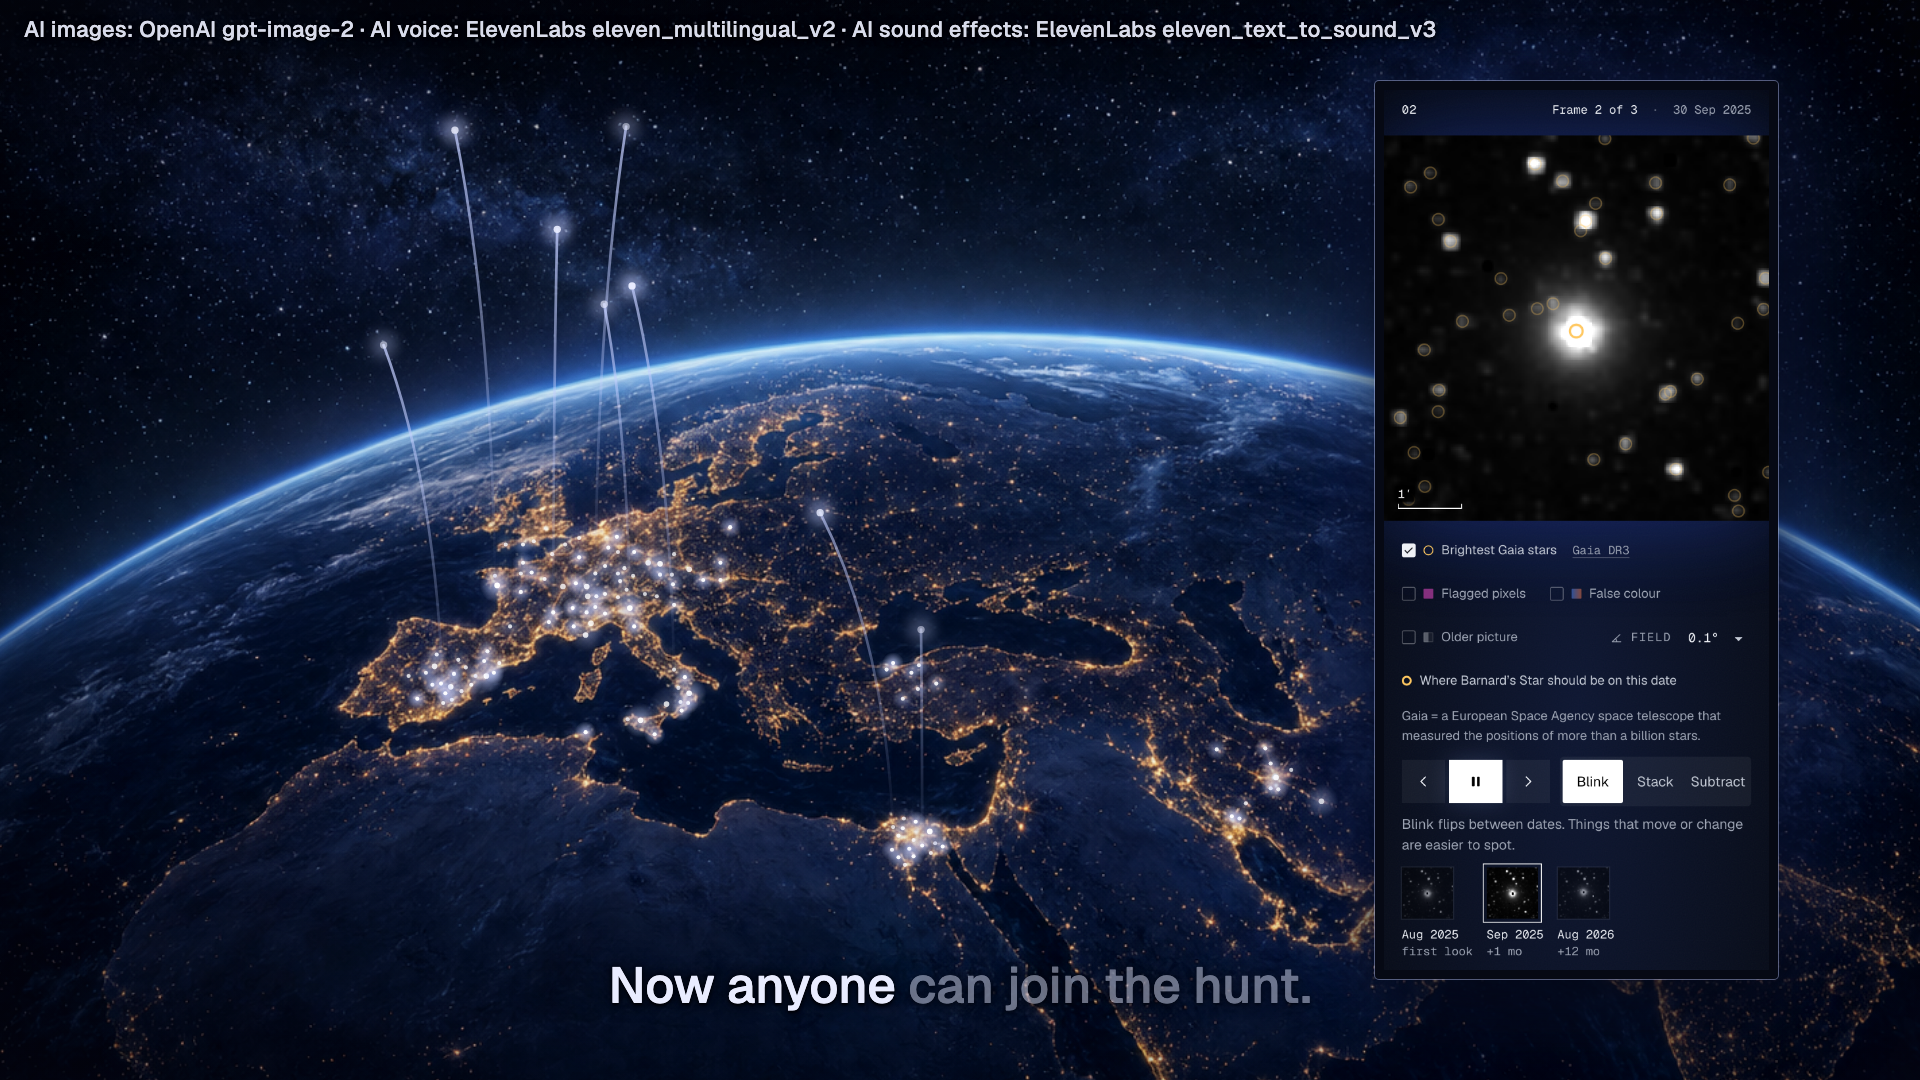 AI images: OpenAI gpt-image-2 · AI voice: ElevenLabs eleven_multilingual_v2 · AI sound effects: ElevenLabs eleven_text_to_sound_v3
02 Frame 2 of 3 · 30 Sep 2025
1'
Brightest Gaia stars Gaia DR3
Flagged pixels False colour
Older picture FIELD 0.1°
Where Barnard's Star should be on this date
Gaia = a European Space Agency space telescope that
measured the positions of more than a billion stars.
Blink Stack Subtract
Blink flips between dates. Things that move or change
are easier to spot.
Aug 2025 Sep 2025 Aug 2026
first look +1 mo +12 mo
Now anyone can join the hunt.